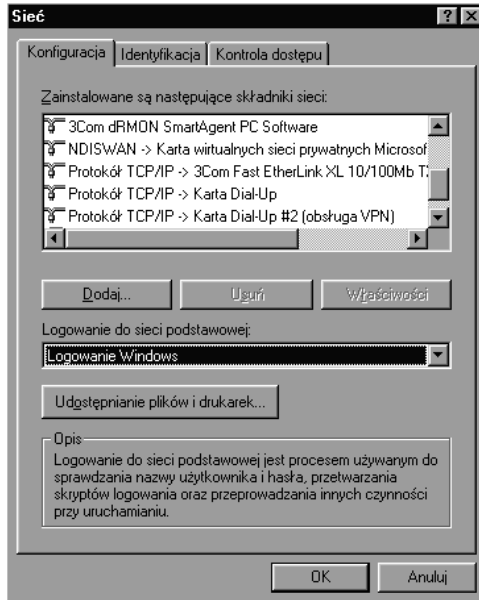 Sieć
Konfiguracja Identyfikacja Kontrola dostępu
Zainstalowane są następujące składniki sieci:
3Com dRMON SmartAgent PC Software
NDISWAN -> Karta wirtualnych sieci prywatnych Microsof
Protokół TCP/IP -> 3Com Fast EtherLink XL 10/100Mb T
Protokół TCP/IP -> Karta Dial-Up
Protokół TCP/IP -> Karta Dial-Up #2 (obsługa VPN)
Dodaj... Usuń Właściwości
Logowanie do sieci podstawowej:
Logowanie Windows
Udostępnianie plików i drukarek...
Opis
Logowanie do sieci podstawowej jest procesem używanym do
sprawdzania nazwy użytkownika i hasła, przetwarzania
skryptów logowania oraz przeprowadzania innych czynności
przy uruchamianiu.
OK Anuluj